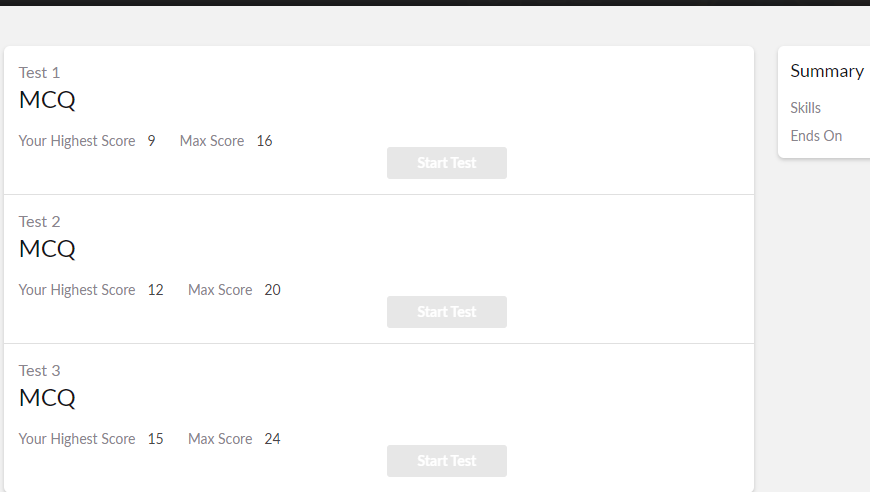 Test 1
MCQ
Your Highest Score 9 Max Score 16
Start Test
Test 2
MCQ
Your Highest Score 12 Max Score 20
Start Test
Test 3
MCQ
Your Highest Score 15 Max Score 24
Start Test
Summary
Skills
Ends On